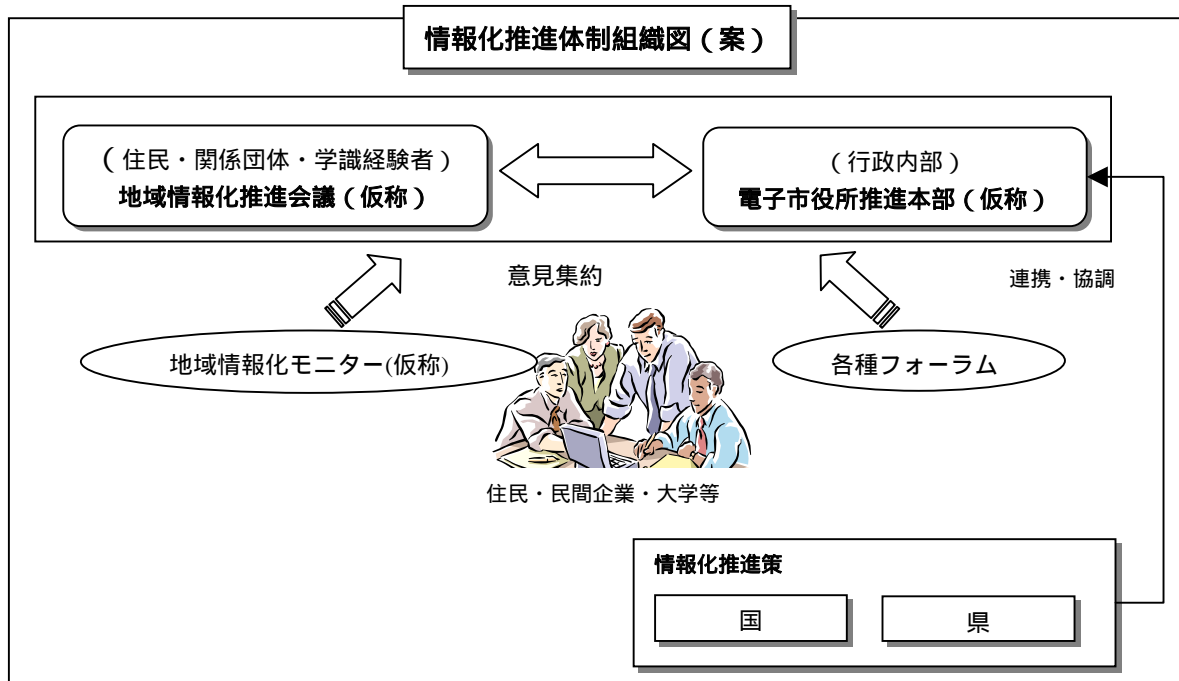 情報化推進体制組織図（案）
（住民・関係団体・学識経験者）
地域情報化推進会議（仮称）
（行政内部）
電子市役所推進本部（仮称）
意見集約
連携・協調
地域情報化モニター(仮称)
各種フォーラム
住民・民間企業・大学等
情報化推進策
国
県